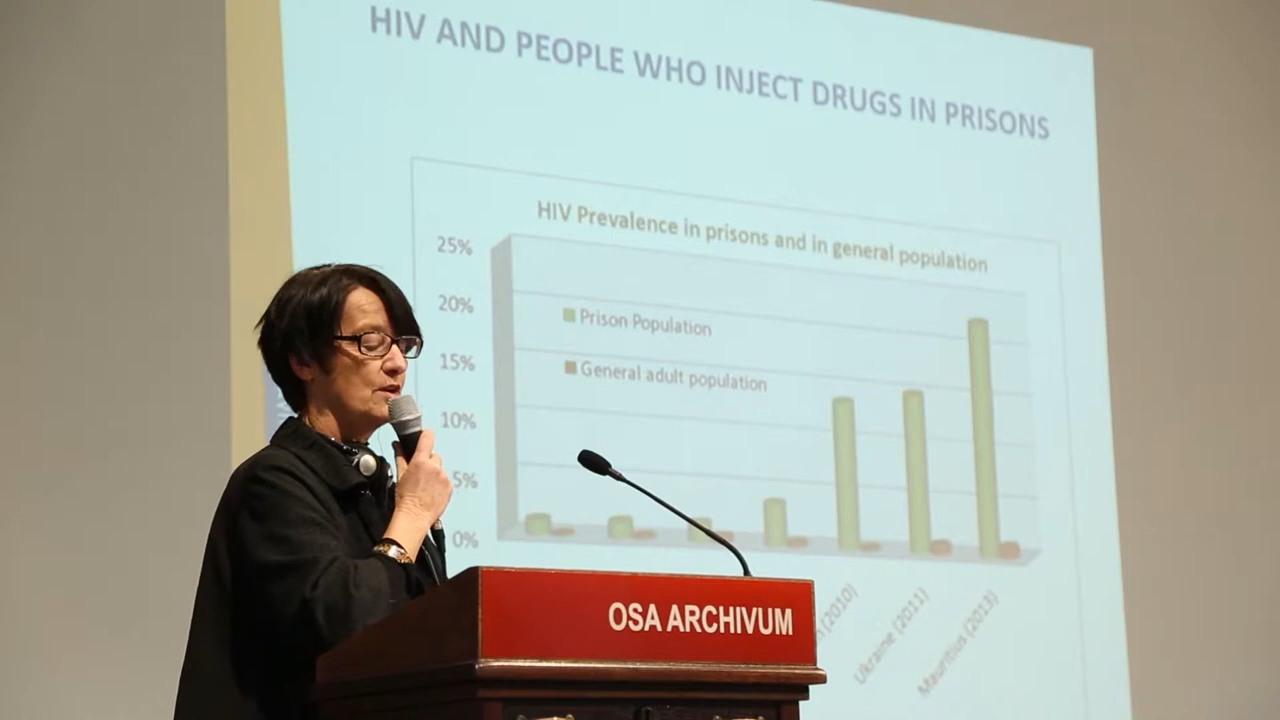 HIV AND PEOPLE WHO INJECT DRUGS IN PRISONS
HIV Prevalence in prisons and in general population
25%
20%
15%
10%
5%
0%
Prison Population
General adult population
(2010)
Ukraine (2011)
Mauritius (2013)
OSA ARCHIVUM